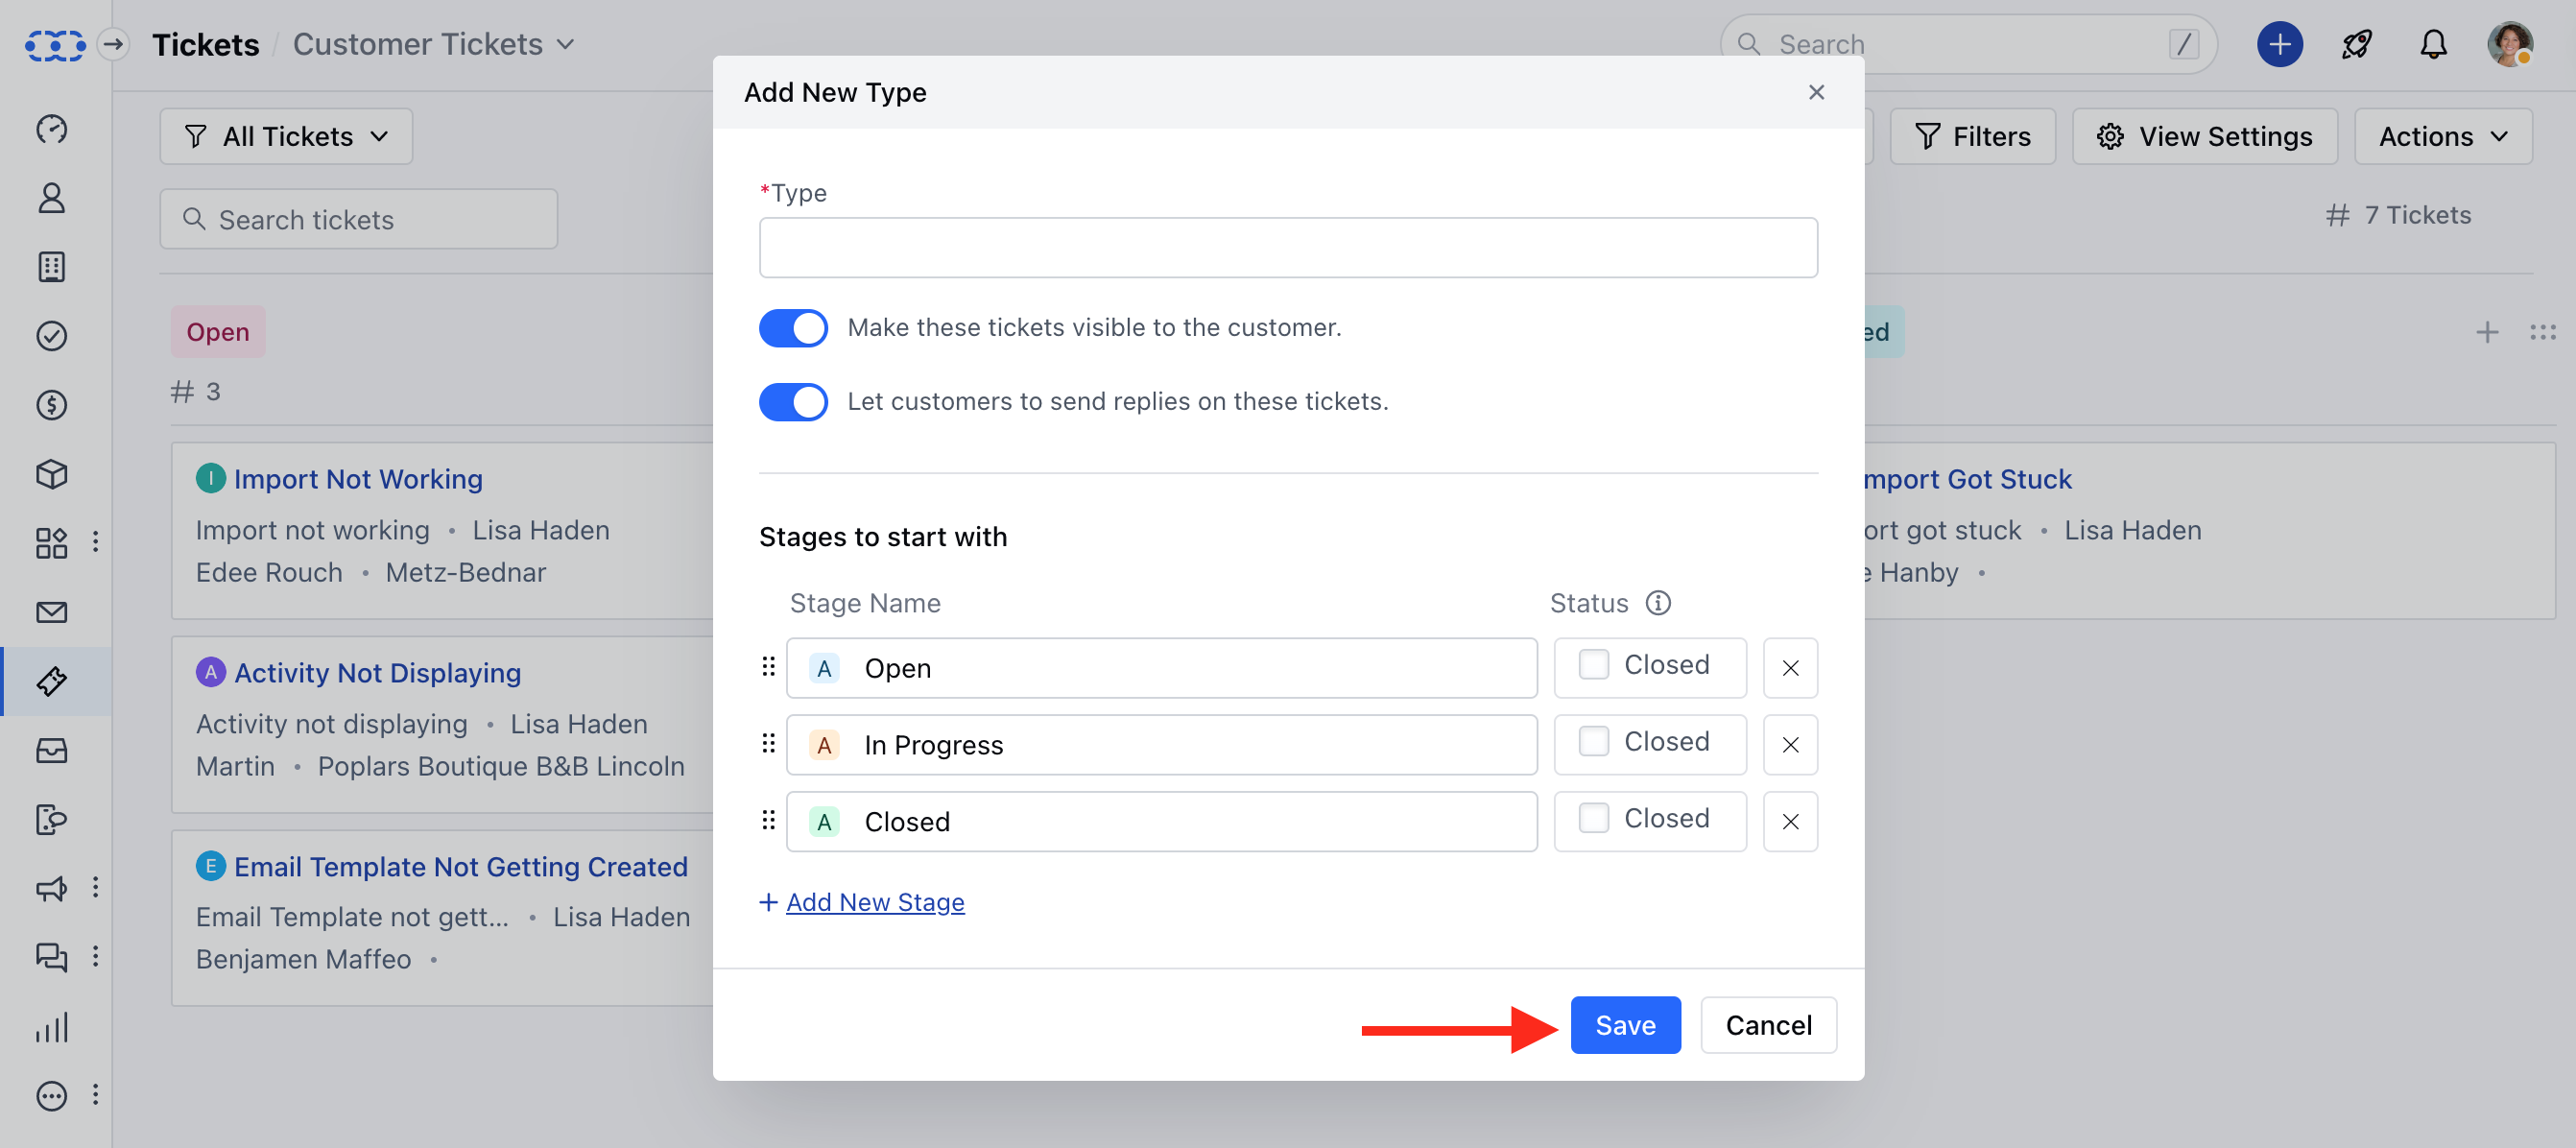 Tickets / Customer Tickets
Search /
Add New Type
All Tickets
Filters
View Settings
Actions
*Type
Search tickets
# 7 Tickets
Make these tickets visible to the customer.
Open
ed
# 3
Let customers to send replies on these tickets.
I Import Not Working
Import not working • Lisa Haden
Edee Rouch • Metz-Bednar
mport Got Stuck
ort got stuck • Lisa Haden
e Hanby •
Stages to start with
Stage Name Status
A Open Closed
A In Progress Closed
A Closed Closed
+ Add New Stage
A Activity Not Displaying
Activity not displaying • Lisa Haden
Martin • Poplars Boutique B&B Lincoln
E Email Template Not Getting Created
Email Template not gett... • Lisa Haden
Benjamen Maffeo •
Save
Cancel